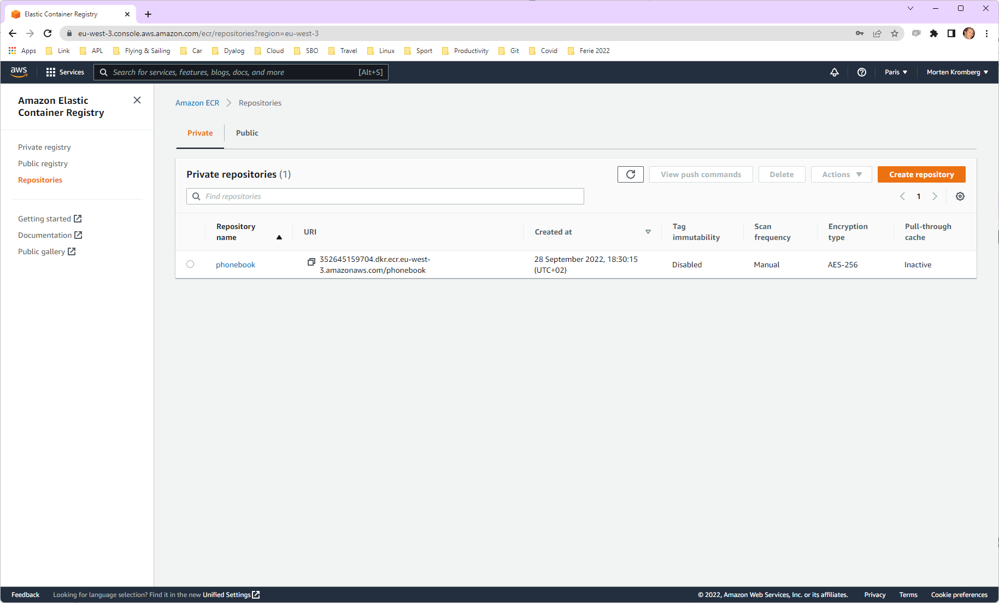 Elastic Container Registry
eu-west-3.console.aws.amazon.com/ecr/repositories?region=eu-west-3
Apps Link APL Flying & Sailing Car Dyalog Cloud SBO Travel Linux Sport Productivity Git Covid Ferie 2022
aws Services Search for services, features, blogs, docs, and more [Alt+S] Paris Morten Kromberg
Amazon Elastic
Container Registry
Private registry
Public registry
Repositories
Getting started
Documentation
Public gallery
Amazon ECR Repositories
Private Public
Private repositories (1) View push commands Delete Actions Create repository
Find repositories 1
Repository
name
URI
Created at
Tag
immutability
Scan
frequency
Encryption
type
Pull-through
cache
phonebook
352645159704.dkr.ecr.eu-west-
3.amazonaws.com/phonebook
28 September 2022, 18:30:15
(UTC+02)
Disabled
Manual
AES-256
Inactive
Feedback Looking for language selection? Find it in the new Unified Settings © 2022, Amazon Web Services, Inc. or its affiliates. Privacy Terms Cookie preferences